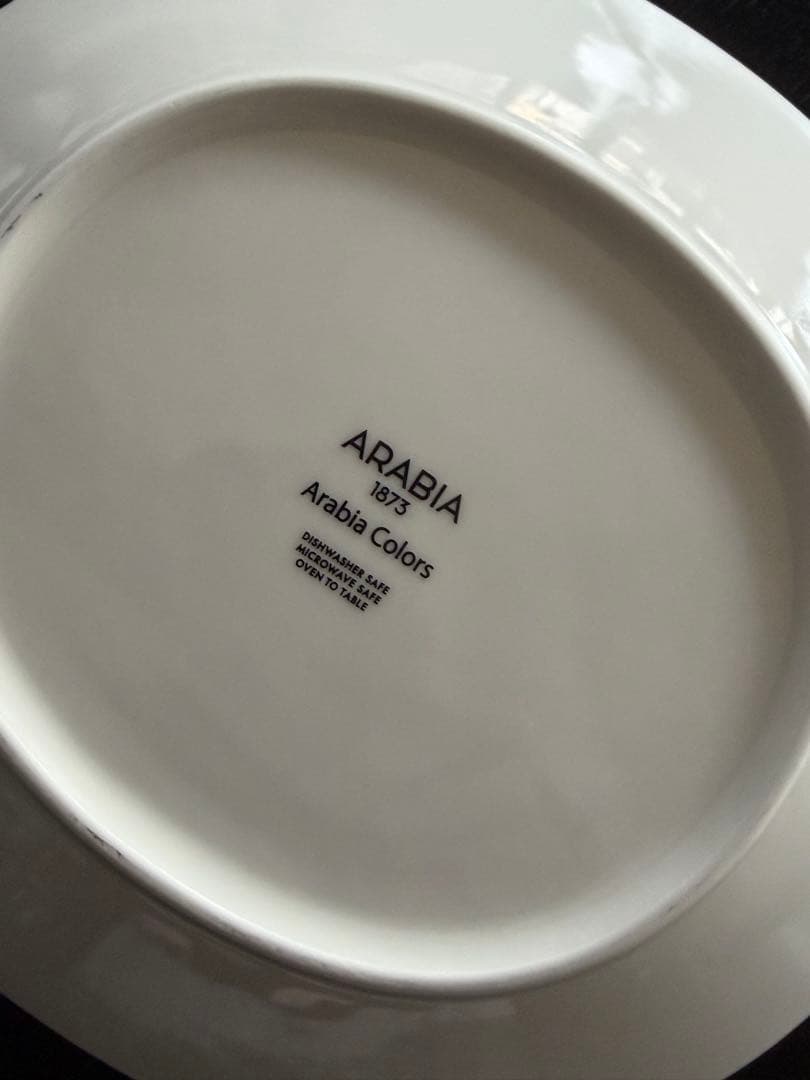 ARABIA
1873
Arabia Colors
DISHWASHER SAFE
MICROWAVE SAFE
OVEN TO TABLE